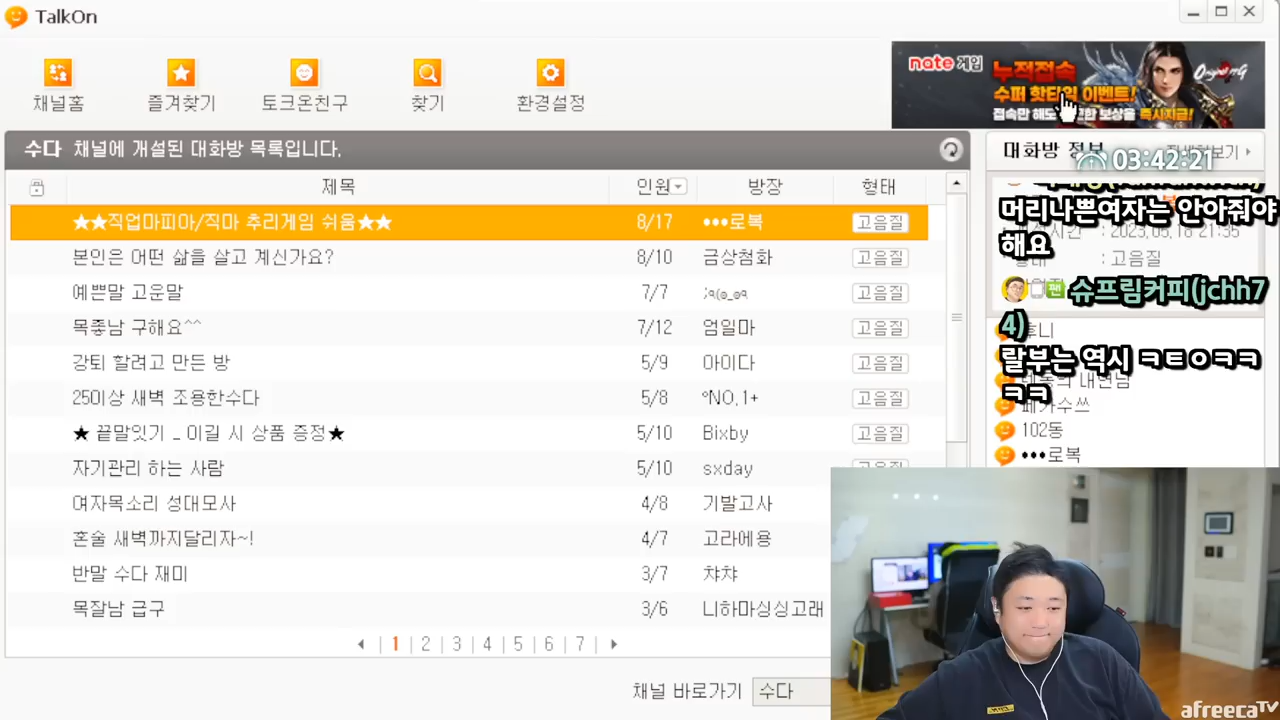 TalkOn
채널홈
즐겨찾기
토크온친구
찾기
환경설정
nate 게임
누적접속
수퍼 핫타임 이벤트!
수다 채널에 개설된 대화방 목록입니다.
대화방 정보
03:42:21
제목 인원 방장 형태
★★직업마피아/직마 추리게임 쉬움★★ 8/17 •••로복 고음질
본인은 어떤 삶을 살고 계신가요? 8/10 금상첨화 고음질
예쁜말 고운말 7/7 고음질
목좋남 구해요^^ 7/12 엄일마 고음질
강퇴 할려고 만든 방 5/9 아이다 고음질
25이상 새벽 조용한수다 5/8 °NO.1+ 고음질
★ 끝말잇기 _ 이길 시 상품 증정★ 5/10 Bixby 고음질
자기관리 하는 사람 5/10 sxday
여자목소리 성대모사 4/8 기발고사
혼술 새벽까지달리자~! 4/7 고라에용
반말 수다 재미 3/7 챠챠
목잘남 급구 3/6 니하마싱싱고래
1 2 3 4 5 6 7
채널 바로가기 수다
머리나쁜여자는 안아줘야
해요
: 고음질
팬 슈프림커피(jchh7
4)
후니
랄부는 역시 ㅋㅌㅇㅋㅋ
ㅋㅋ
102동
•••로복
afreecaTV